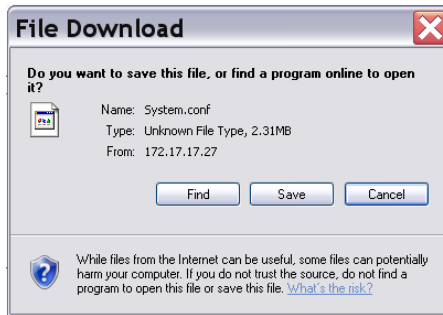 File Download
Do you want to save this file, or find a program online to open
it?
Name: System.conf
Type: Unknown File Type, 2.31MB
From: 172.17.17.27
Find Save Cancel
While files from the Internet can be useful, some files can potentially
harm your computer. If you do not trust the source, do not find a
program to open this file or save this file. What's the risk?